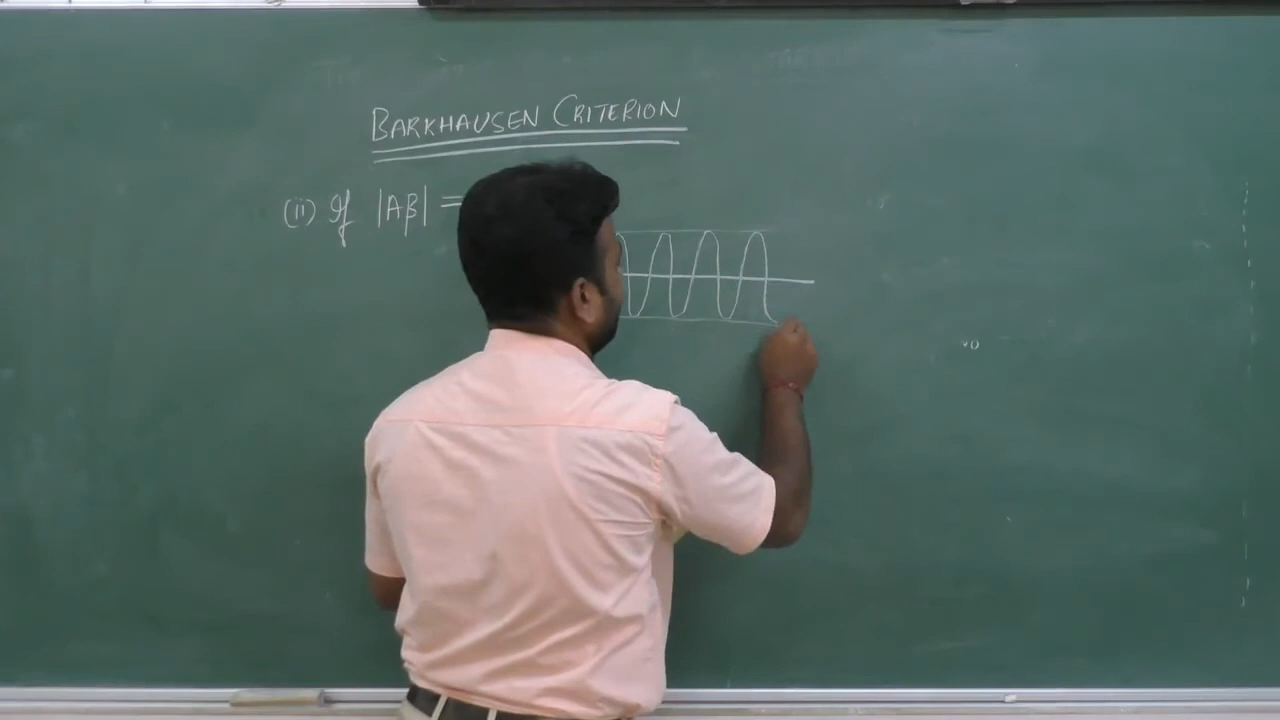 BARKHAUSEN CRITERION
(ii) If |Aβ| =